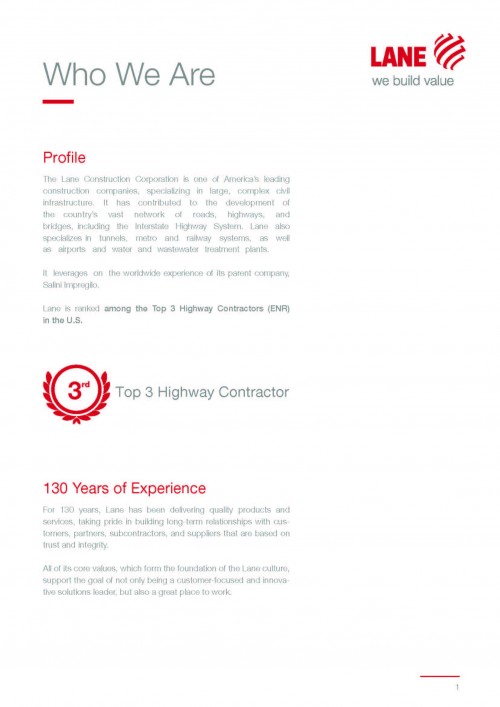 Who We Are
LANE
we build value
Profile
The Lane Construction Corporation is one of America's leading
construction companies, specializing in large, complex civil
infrastructure. It has contributed to the development of
the country's vast network of roads, highways, and
bridges, including the Interstate Highway System. Lane also
specializes in tunnels, metro and railway systems, as well
as airports and water and wastewater treatment plants.
It leverages on the worldwide experience of its parent company,
Salini Impregilo.
Lane is ranked among the Top 3 Highway Contractors (ENR)
in the U.S.
3rd
Top 3 Highway Contractor
130 Years of Experience
For 130 years, Lane has been delivering quality products and
services, taking pride in building long-term relationships with cus-
tomers, partners, subcontractors, and suppliers that are based on
trust and integrity.
All of its core values, which form the foundation of the Lane culture,
support the goal of not only being a customer-focused and innova-
tive solutions leader, but also a great place to work.
1